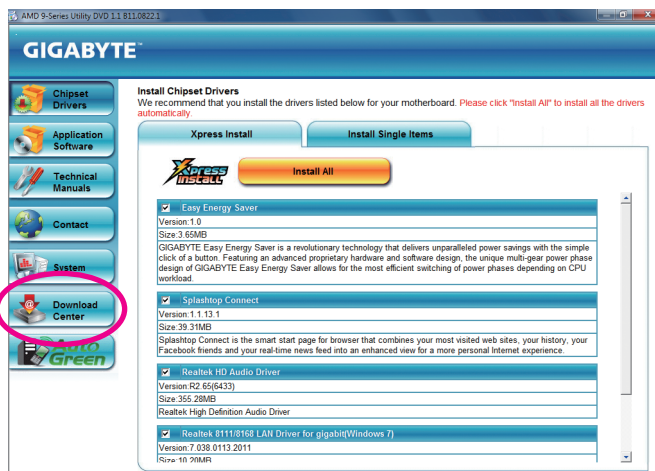 AMD 9-Series Utility DVD 1.1 B11.0822.1
GIGABYTE™
Chipset
Drivers
Application
Software
Technical
Manuals
Contact
System
Download
Center
Auto
Green
Install Chipset Drivers
We recommend that you install the drivers listed below for your motherboard. Please click "Install All" to install all the drivers
automatically.
Xpress Install
Install Single Items
Xpress
Install
Install All
Easy Energy Saver
Version:1.0
Size:3.65MB
GIGABYTE Easy Energy Saver is a revolutionary technology that delivers unparalleled power savings with the simple
click of a button. Featuring an advanced proprietary hardware and software design, the unique multi-gear power phase
design of GIGABYTE Easy Energy Saver allows for the most efficient switching of power phases depending on CPU
workload.
Splashtop Connect
Version:1.1.13.1
Size:39.31MB
Splashtop Connect is the smart start page for browser that combines your most visited web sites, your history, your
Facebook friends and your real-time news feed into an enhanced view for a more personal Internet experience.
Realtek HD Audio Driver
Version:R2.65(6433)
Size:355.28MB
Realtek High Definition Audio Driver
Realtek 8111/8168 LAN Driver for gigabit(Windows 7)
Version:7.038.0113.2011
Size:10.20MB